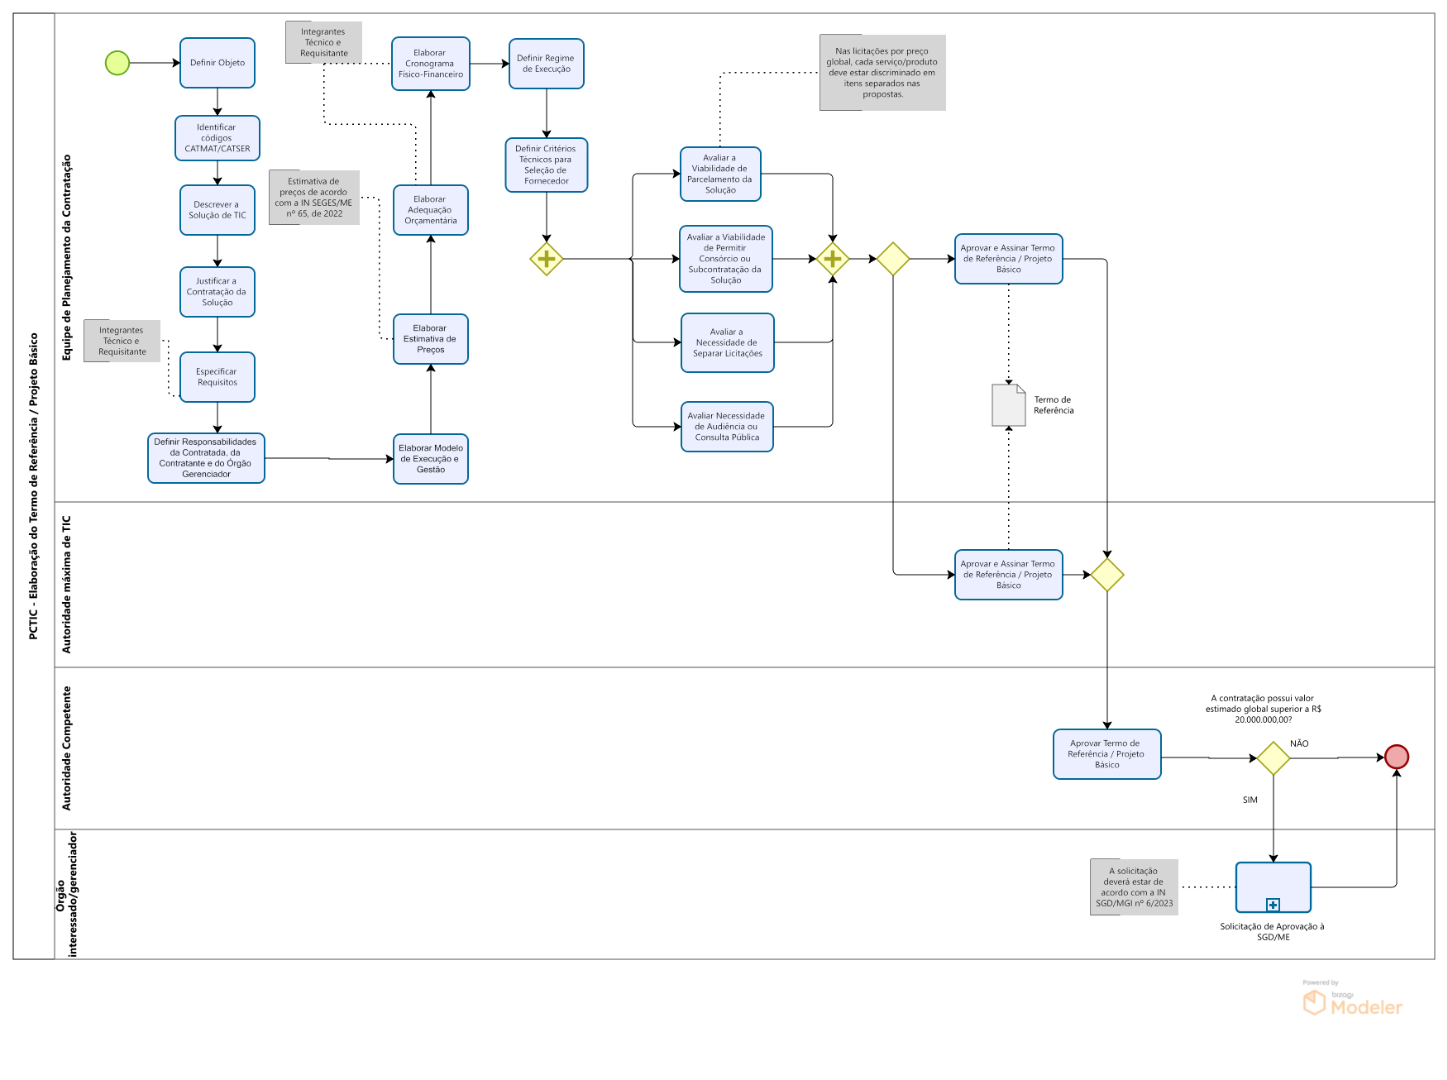 PCTIC - Elaboração do Termo de Referência / Projeto Básico
Equipe de Planejamento da Contratação
Definir Objeto
Identificar
códigos
CATMAT/CATSER
Descrever a
Solução de TIC
Justificar a
Contratação da
Solução
Integrantes
Técnico e
Requisitante
Especificar
Requisitos
Definir Responsabilidades
da Contratada, da
Contratante e do Órgão
Gerenciador
Elaborar Modelo
de Execução e
Gestão
Elaborar
Estimativa de
Preços
Estimativa de
preços de acordo
com a IN SEGES/ME
nº 65, de 2022
Elaborar
Adequação
Orçamentária
Integrantes
Técnico e
Requisitante
Elaborar
Cronograma
Físico-Financeiro
Definir Regime
de Execução
Definir Critérios
Técnicos para
Seleção de
Fornecedor
Nas licitações por preço
global, cada serviço/produto
deve estar discriminado em
itens separados nas
propostas.
Avaliar a
Viabilidade de
Parcelamento da
Solução
Avaliar a Viabilidade
de Permitir
Consórcio ou
Subcontratação da
Solução
Avaliar a
Necessidade de
Separar Licitações
Avaliar Necessidade
de Audiência ou
Consulta Pública
Aprovar e Assinar Termo
de Referência / Projeto
Básico
Termo de
Referência
Autoridade máxima de TIC
Aprovar e Assinar Termo
de Referência / Projeto
Básico
Autoridade Competente
Aprovar Termo de
Referência / Projeto
Básico
A contratação possui valor
estimado global superior a R$
20.000.000,00?
NÃO
SIM
Órgão
interessado/gerenciador
A solicitação
deverá estar de
acordo com a IN
SGD/MGI nº 6/2023
Solicitação de Aprovação à
SGD/ME
Powered by
bizagi
Modeler